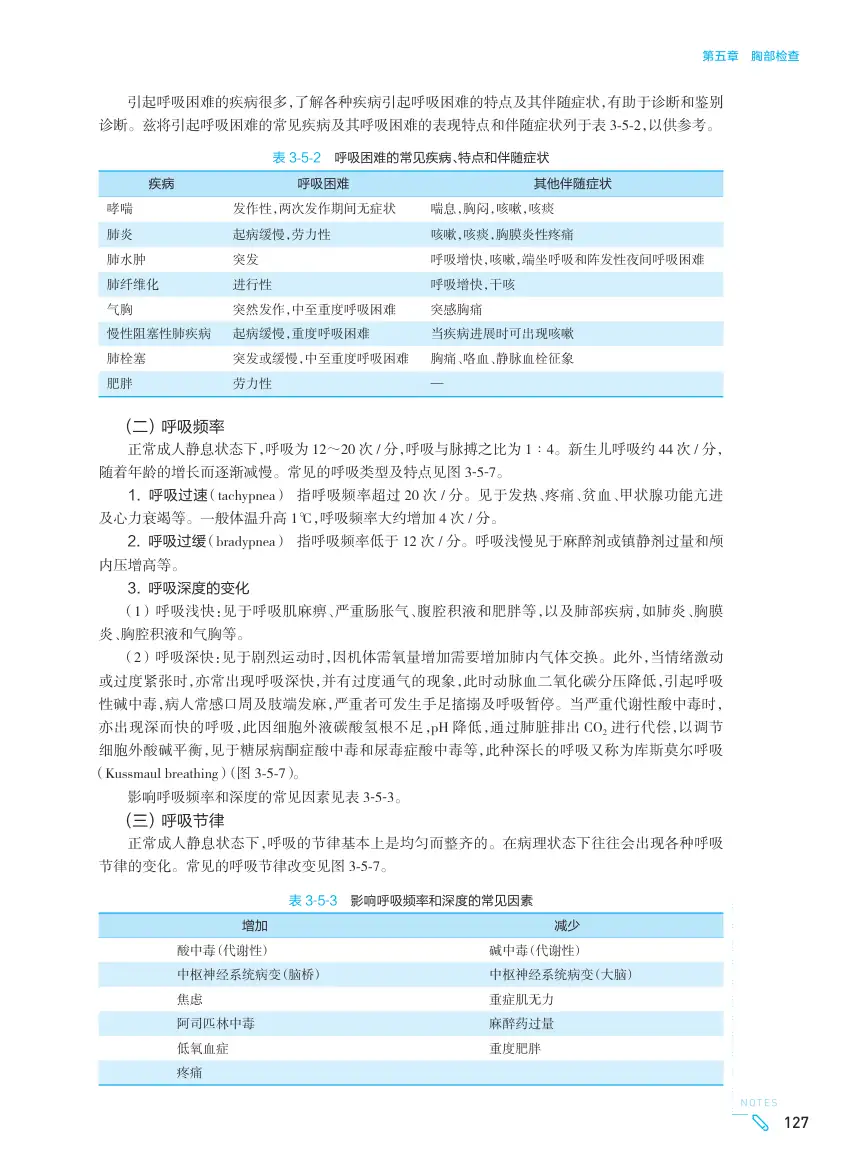 第五章 胸部检查
引起呼吸困难的疾病很多,了解各种疾病引起呼吸困难的特点及其伴随症状,有助于诊断和鉴别
诊断。兹将引起呼吸困难的常见疾病及其呼吸困难的表现特点和伴随症状列于表 3-5-2,以供参考。
表 3-5-2 呼吸困难的常见疾病、特点和伴随症状
疾病 呼吸困难 其他伴随症状
哮喘 发作性,两次发作期间无症状 喘息,胸闷,咳嗽,咳痰
肺炎 起病缓慢,劳力性 咳嗽,咳痰,胸膜炎性疼痛
肺水肿 突发 呼吸增快,咳嗽,端坐呼吸和阵发性夜间呼吸困难
肺纤维化 进行性 呼吸增快,干咳
气胸 突然发作,中至重度呼吸困难 突感胸痛
慢性阻塞性肺疾病 起病缓慢,重度呼吸困难 当疾病进展时可出现咳嗽
肺栓塞 突发或缓慢,中至重度呼吸困难 胸痛、咯血、静脉血栓征象
肥胖 劳力性 —
(二)呼吸频率
正常成人静息状态下,呼吸为 12～20 次 / 分,呼吸与脉搏之比为 1∶4。新生儿呼吸约 44 次 / 分,
随着年龄的增长而逐渐减慢。常见的呼吸类型及特点见图 3-5-7。
1. 呼吸过速(tachypnea) 指呼吸频率超过 20 次 / 分。见于发热、疼痛、贫血、甲状腺功能亢进
及心力衰竭等。一般体温升高 1℃,呼吸频率大约增加 4 次 / 分。
2. 呼吸过缓(bradypnea) 指呼吸频率低于 12 次 / 分。呼吸浅慢见于麻醉剂或镇静剂过量和颅
内压增高等。
3. 呼吸深度的变化
(1)呼吸浅快:见于呼吸肌麻痹、严重肠胀气、腹腔积液和肥胖等,以及肺部疾病,如肺炎、胸膜
炎、胸腔积液和气胸等。
(2)呼吸深快:见于剧烈运动时,因机体需氧量增加需要增加肺内气体交换。此外,当情绪激动
或过度紧张时,亦常出现呼吸深快,并有过度通气的现象,此时动脉血二氧化碳分压降低,引起呼吸
性碱中毒,病人常感口周及肢端发麻,严重者可发生手足搐搦及呼吸暂停。当严重代谢性酸中毒时,
亦出现深而快的呼吸,此因细胞外液碳酸氢根不足,pH 降低,通过肺脏排出 CO₂ 进行代偿,以调节
细胞外酸碱平衡,见于糖尿病酮症酸中毒和尿毒症酸中毒等,此种深长的呼吸又称为库斯莫尔呼吸
(Kussmaul breathing)(图 3-5-7)。
影响呼吸频率和深度的常见因素见表 3-5-3。
(三)呼吸节律
正常成人静息状态下,呼吸的节律基本上是均匀而整齐的。在病理状态下往往会出现各种呼吸
节律的变化。常见的呼吸节律改变见图 3-5-7。
表 3-5-3 影响呼吸频率和深度的常见因素
增加 减少
酸中毒(代谢性) 碱中毒(代谢性)
中枢神经系统病变(脑桥) 中枢神经系统病变(大脑)
焦虑 重症肌无力
阿司匹林中毒 麻醉药过量
低氧血症 重度肥胖
疼痛
NOTES
127